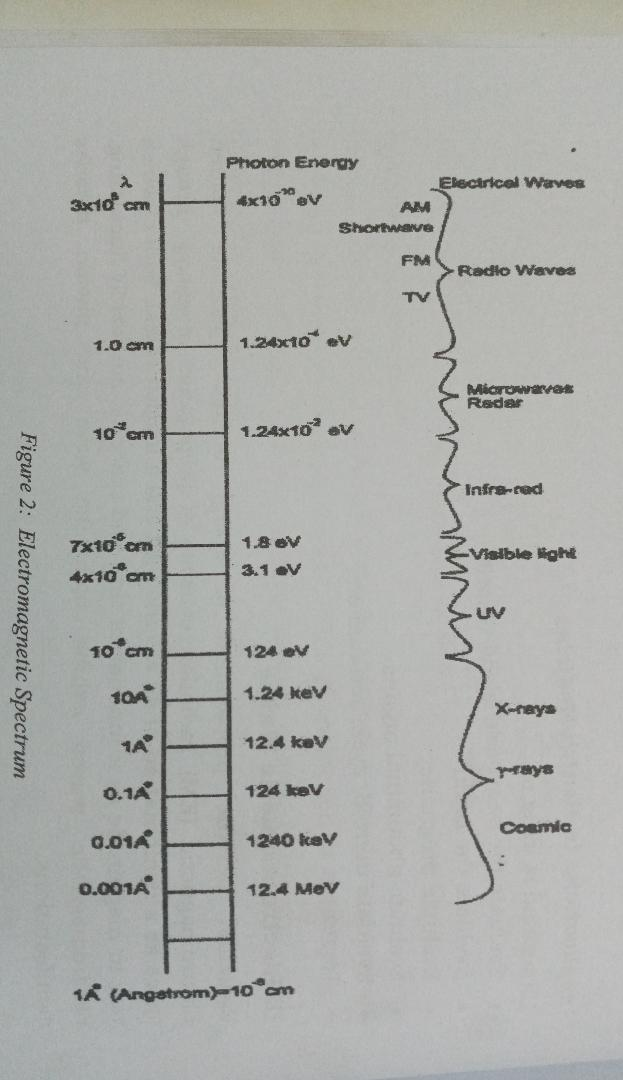 Photon Energy
λ
3x10⁵ cm 4x10⁻¹⁰ eV
1.0 cm 1.24x10⁻⁴ eV
10⁻² cm 1.24x10⁻² eV
7x10⁻⁵ cm 1.8 eV
4x10⁻⁵ cm 3.1 eV
10⁻⁶ cm 124 eV
10A° 1.24 keV
1A° 12.4 keV
0.1A° 124 keV
0.01A° 1240 keV
0.001A° 12.4 MeV
1A° (Angstrom)=10⁻⁸ cm
Electrical Waves
AM
Shortwave
FM
Radio Waves
TV
Microwaves
Radar
Infra-red
Visible light
UV
X-rays
γ-rays
Cosmic
Figure 2: Electromagnetic Spectrum